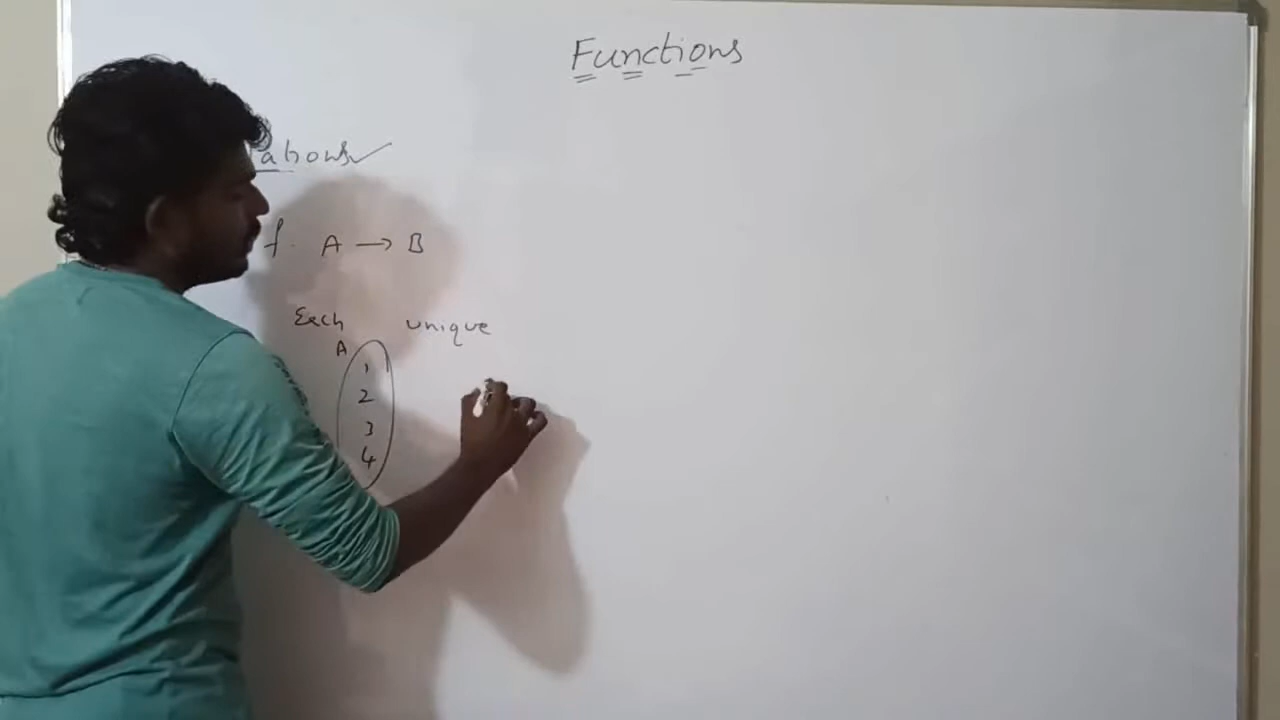 Functions
ations ✓
f. A → B
Each unique
A
1
2
3
4